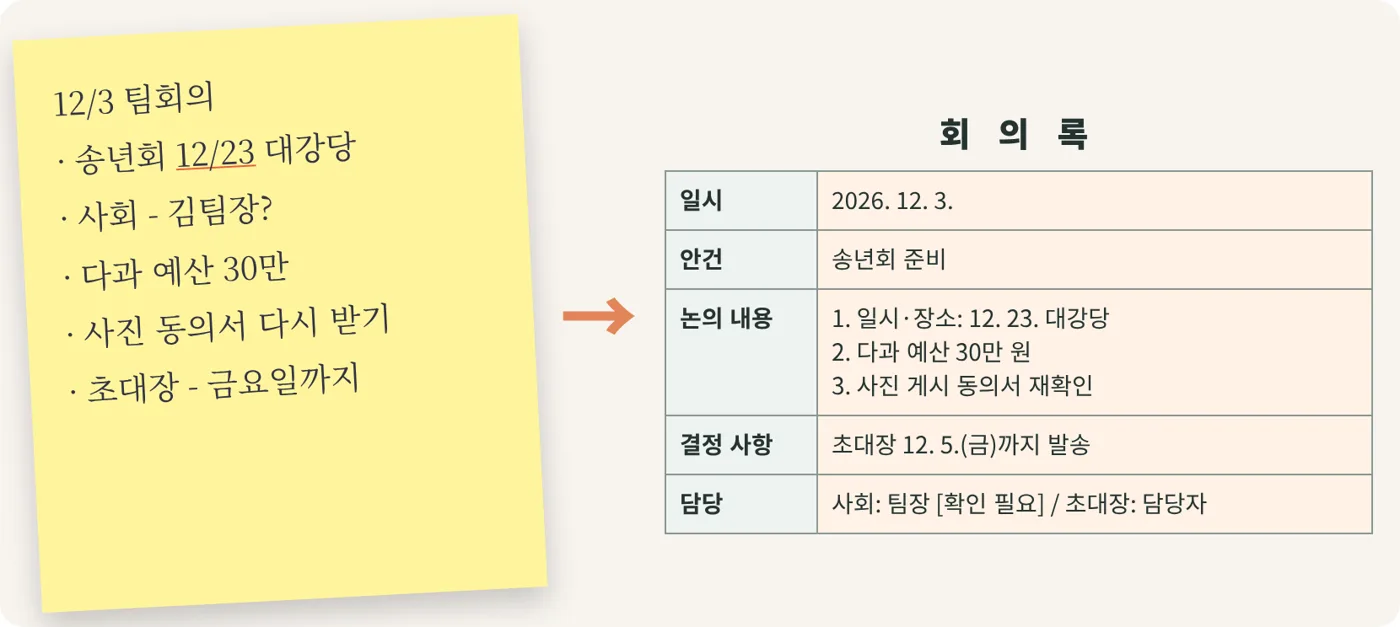 12/3 팀회의
· 송년회 12/23 대강당
· 사회 - 김팀장?
· 다과 예산 30만
· 사진 동의서 다시 받기
· 초대장 - 금요일까지
회 의 록
일시 2026. 12. 3.
안건 송년회 준비
논의 내용 1. 일시·장소: 12. 23. 대강당
2. 다과 예산 30만 원
3. 사진 게시 동의서 재확인
결정 사항 초대장 12. 5.(금)까지 발송
담당 사회: 팀장 [확인 필요] / 초대장: 담당자